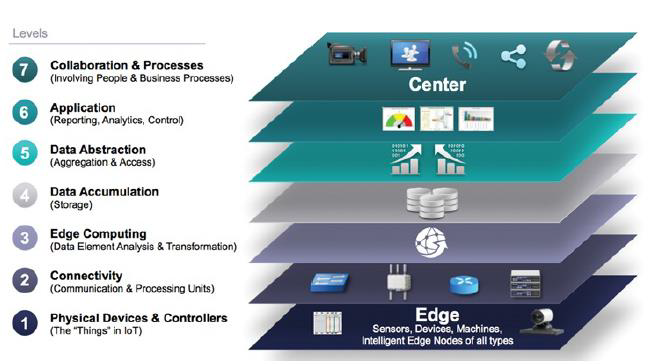 Levels
7
Collaboration & Processes
(Involving People & Business Processes)
6
Application
(Reporting, Analytics, Control)
5
Data Abstraction
(Aggregation & Access)
4
Data Accumulation
(Storage)
3
Edge Computing
(Data Element Analysis & Transformation)
2
Connectivity
(Communication & Processing Units)
1
Physical Devices & Controllers
(The "Things" in IoT)
Center
Edge
Sensors, Devices, Machines,
Intelligent Edge Nodes of all types